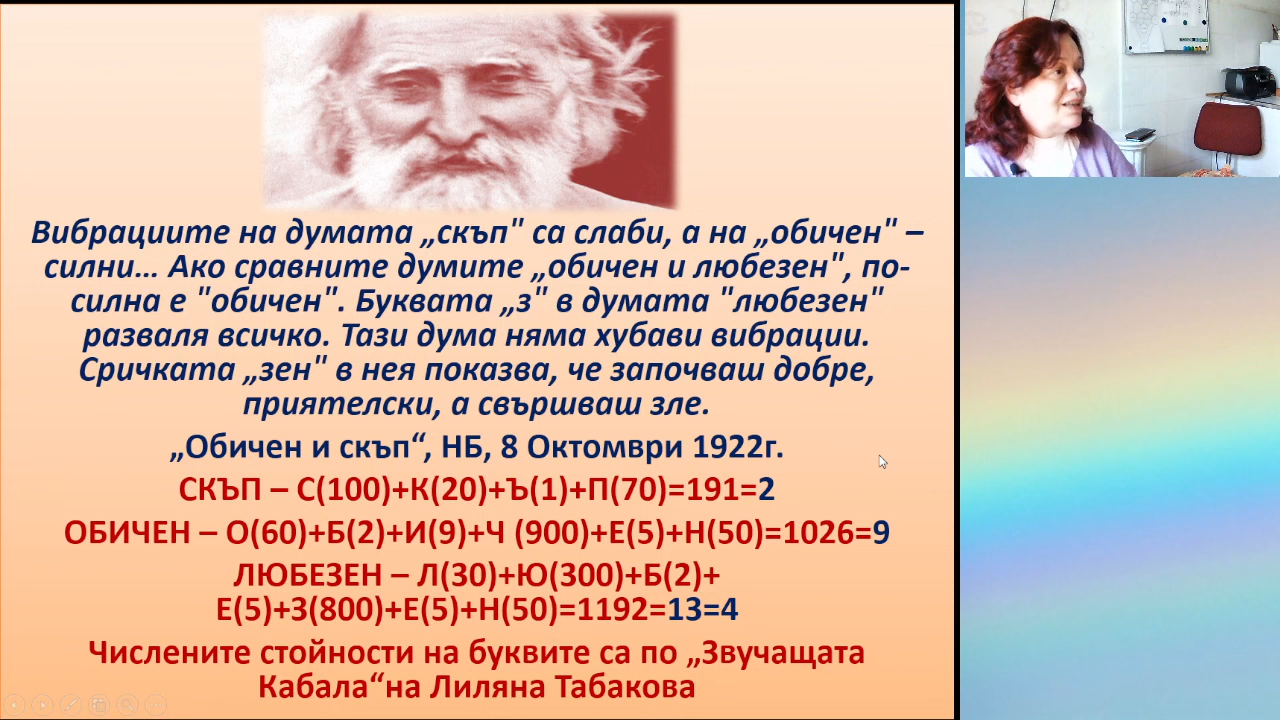 Вибрациите на думата „скъп" са слаби, а на „обичен" –
силни... Ако сравните думите „обичен и любезен", по-
силна е "обичен". Буквата „з" в думата "любезен"
разваля всичко. Тази дума няма хубави вибрации.
Сричката „зен" в нея показва, че започваш добре,
приятелски, а свършваш зле.
„Обичен и скъп“, НБ, 8 Октомври 1922г.
СКЪП – С(100)+К(20)+Ъ(1)+П(70)=191=2
ОБИЧЕН – О(60)+Б(2)+И(9)+Ч (900)+Е(5)+Н(50)=1026=9
ЛЮБЕЗЕН – Л(30)+Ю(300)+Б(2)+
Е(5)+З(800)+Е(5)+Н(50)=1192=13=4
Числените стойности на буквите са по „Звучащата
Кабала“на Лиляна Табакова